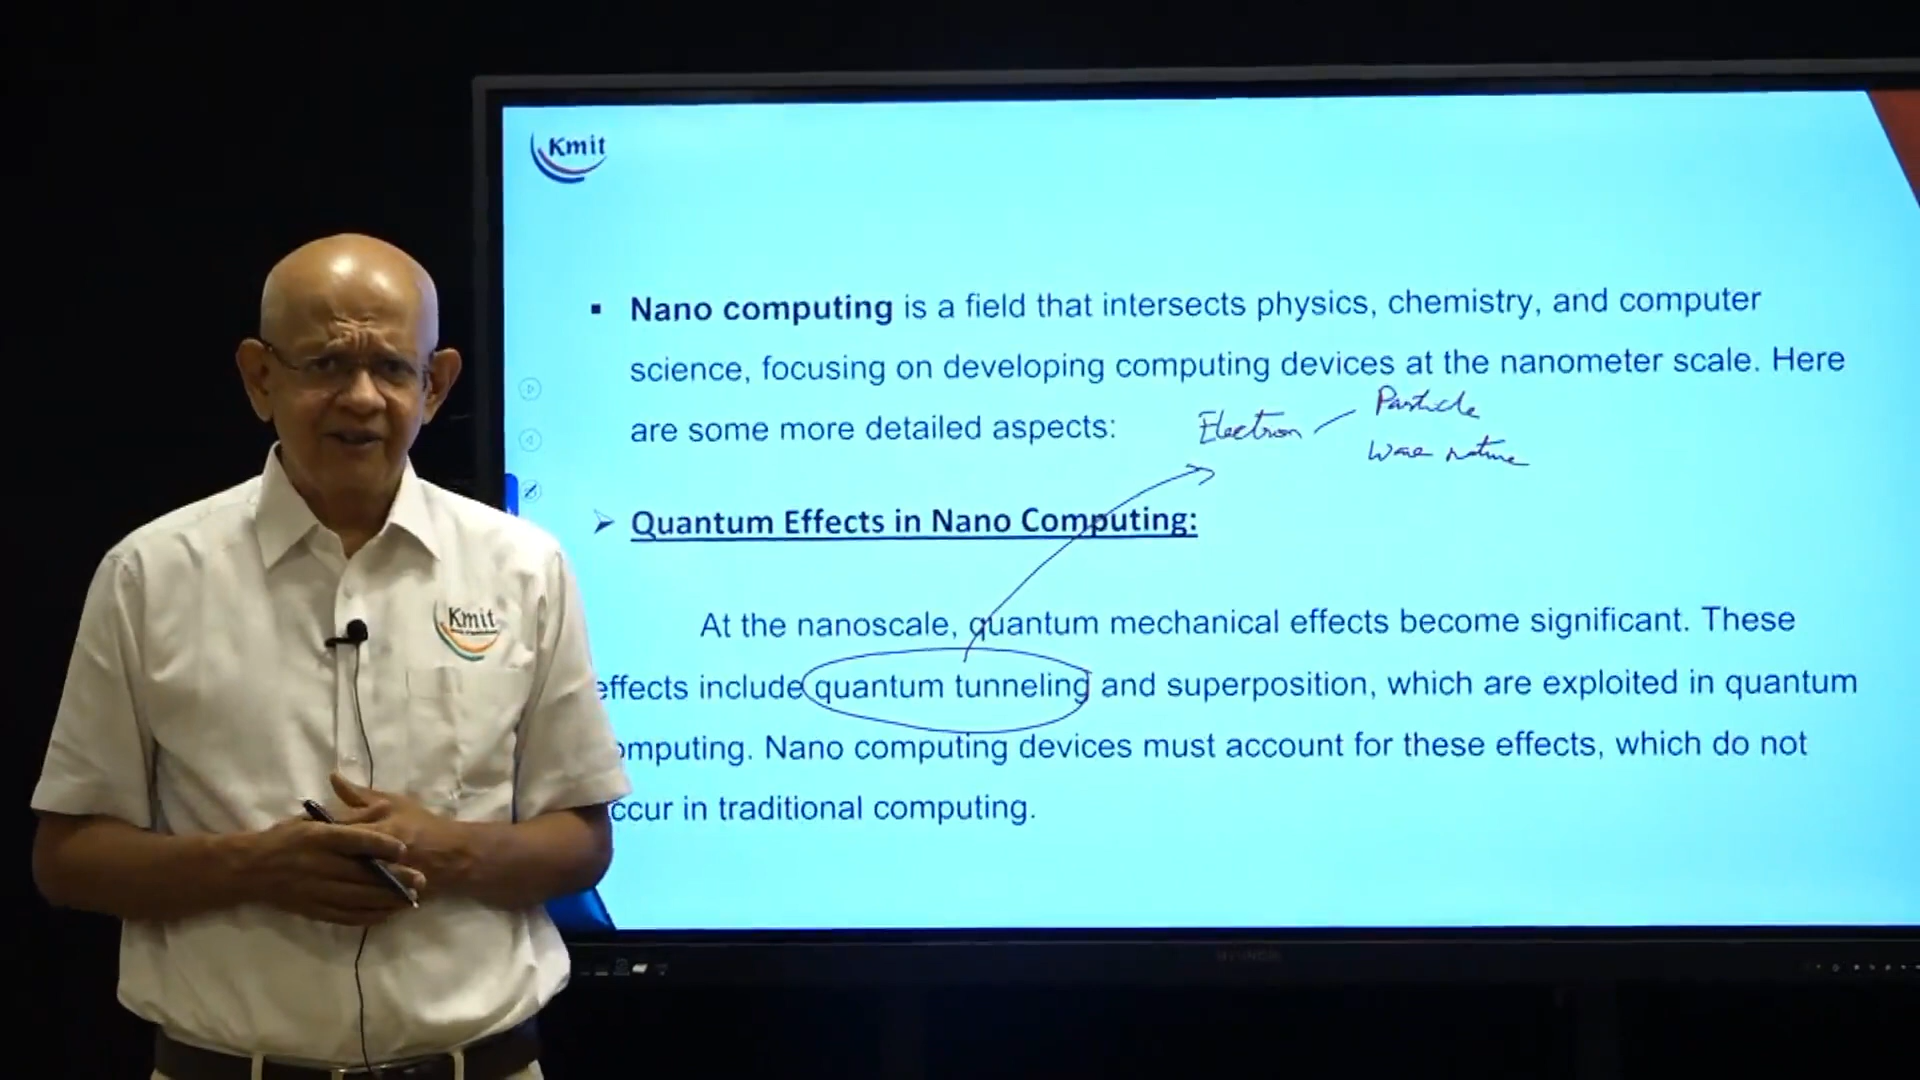 Kmit
▪ Nano computing is a field that intersects physics, chemistry, and computer
science, focusing on developing computing devices at the nanometer scale. Here
are some more detailed aspects:
Electron
Particle
Wave nature
➢ Quantum Effects in Nano Computing:
At the nanoscale, quantum mechanical effects become significant. These
effects include quantum tunneling and superposition, which are exploited in quantum
omputing. Nano computing devices must account for these effects, which do not
ccur in traditional computing.
Kmit